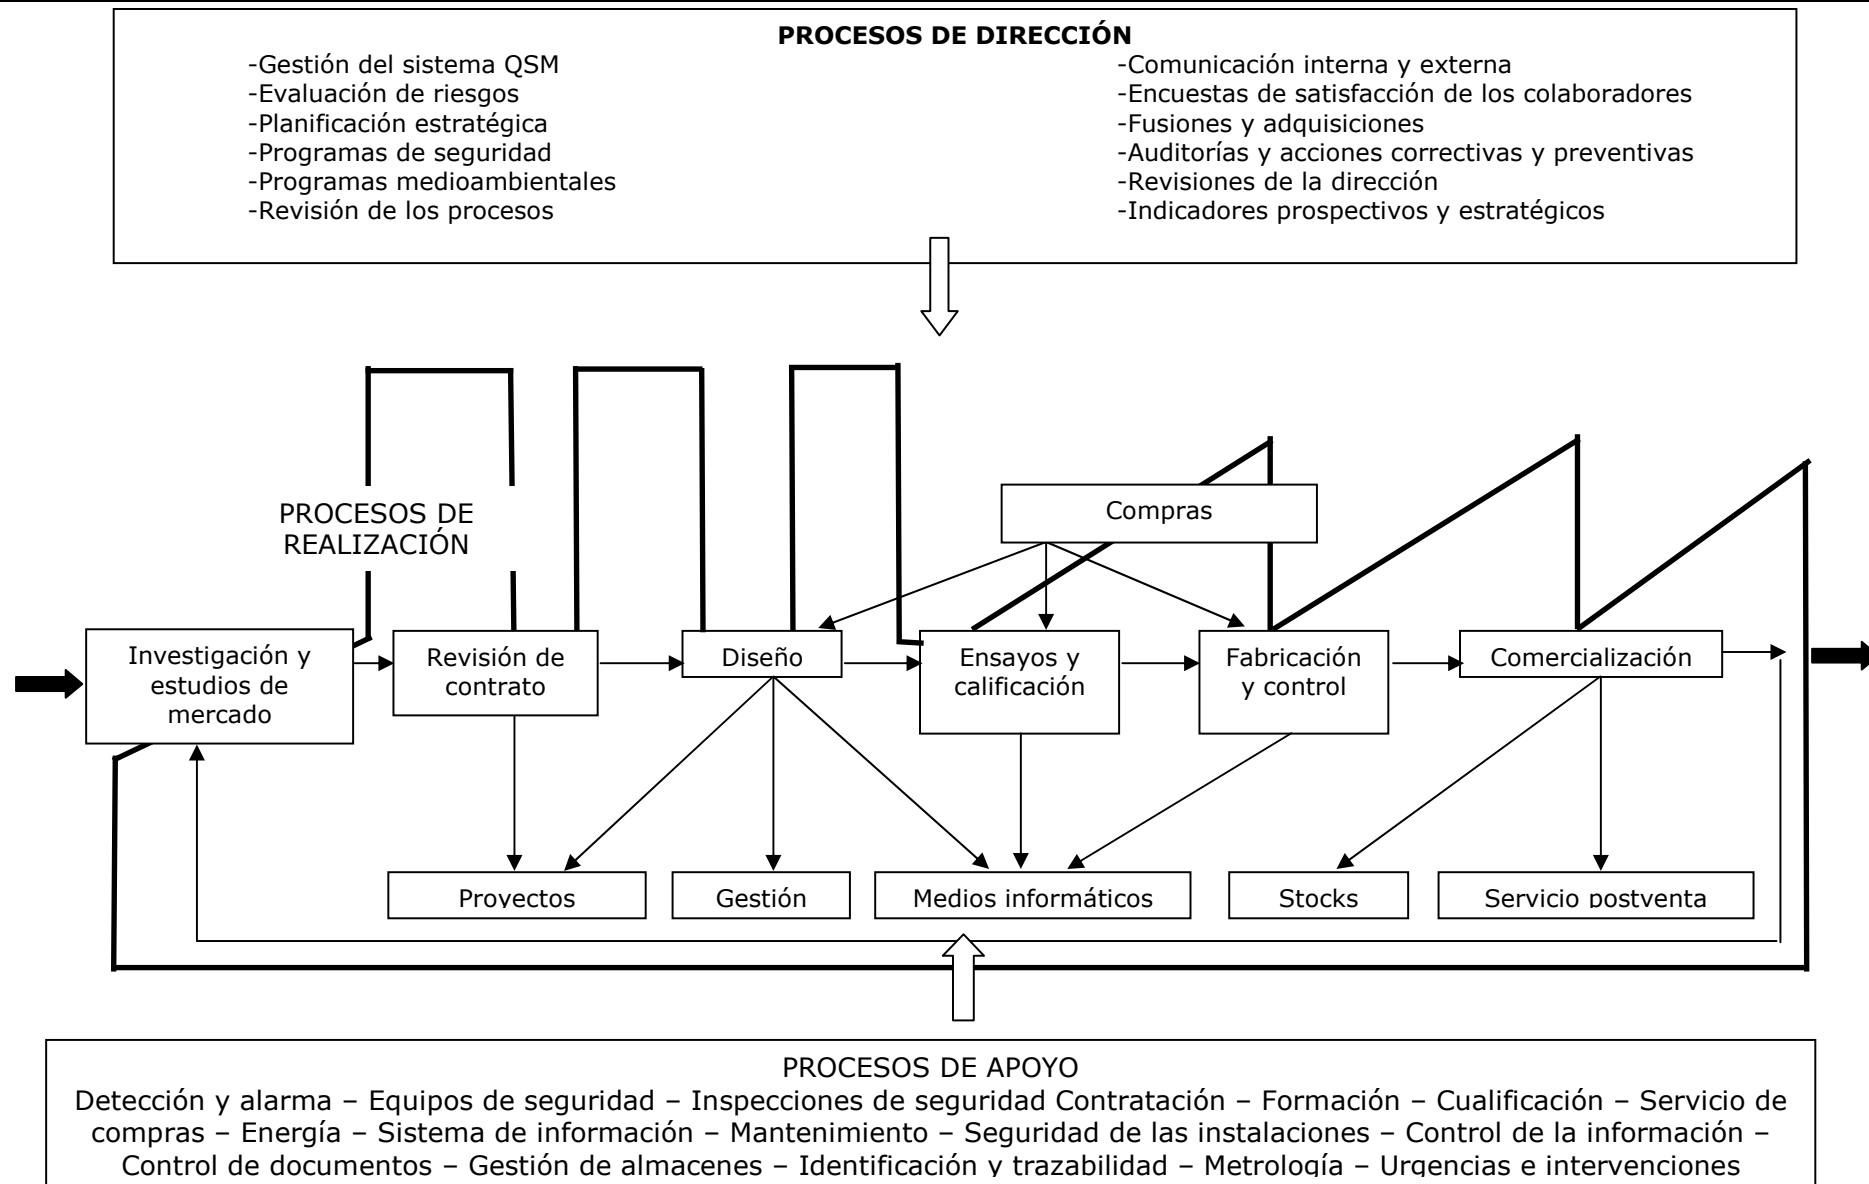 PROCESOS DE DIRECCIÓN
-Gestión del sistema QSM
-Evaluación de riesgos
-Planificación estratégica
-Programas de seguridad
-Programas medioambientales
-Revisión de los procesos
-Comunicación interna y externa
-Encuestas de satisfacción de los colaboradores
-Fusiones y adquisiciones
-Auditorías y acciones correctivas y preventivas
-Revisiones de la dirección
-Indicadores prospectivos y estratégicos
PROCESOS DE
REALIZACIÓN
Compras
Investigación y
estudios de
mercado
Revisión de
contrato
Diseño
Ensayos y
calificación
Fabricación
y control
Comercialización
Proyectos
Gestión
Medios informáticos
Stocks
Servicio postventa
PROCESOS DE APOYO
Detección y alarma – Equipos de seguridad – Inspecciones de seguridad Contratación – Formación – Cualificación – Servicio de
compras – Energía – Sistema de información – Mantenimiento – Seguridad de las instalaciones – Control de la información –
Control de documentos – Gestión de almacenes – Identificación y trazabilidad – Metrología – Urgencias e intervenciones